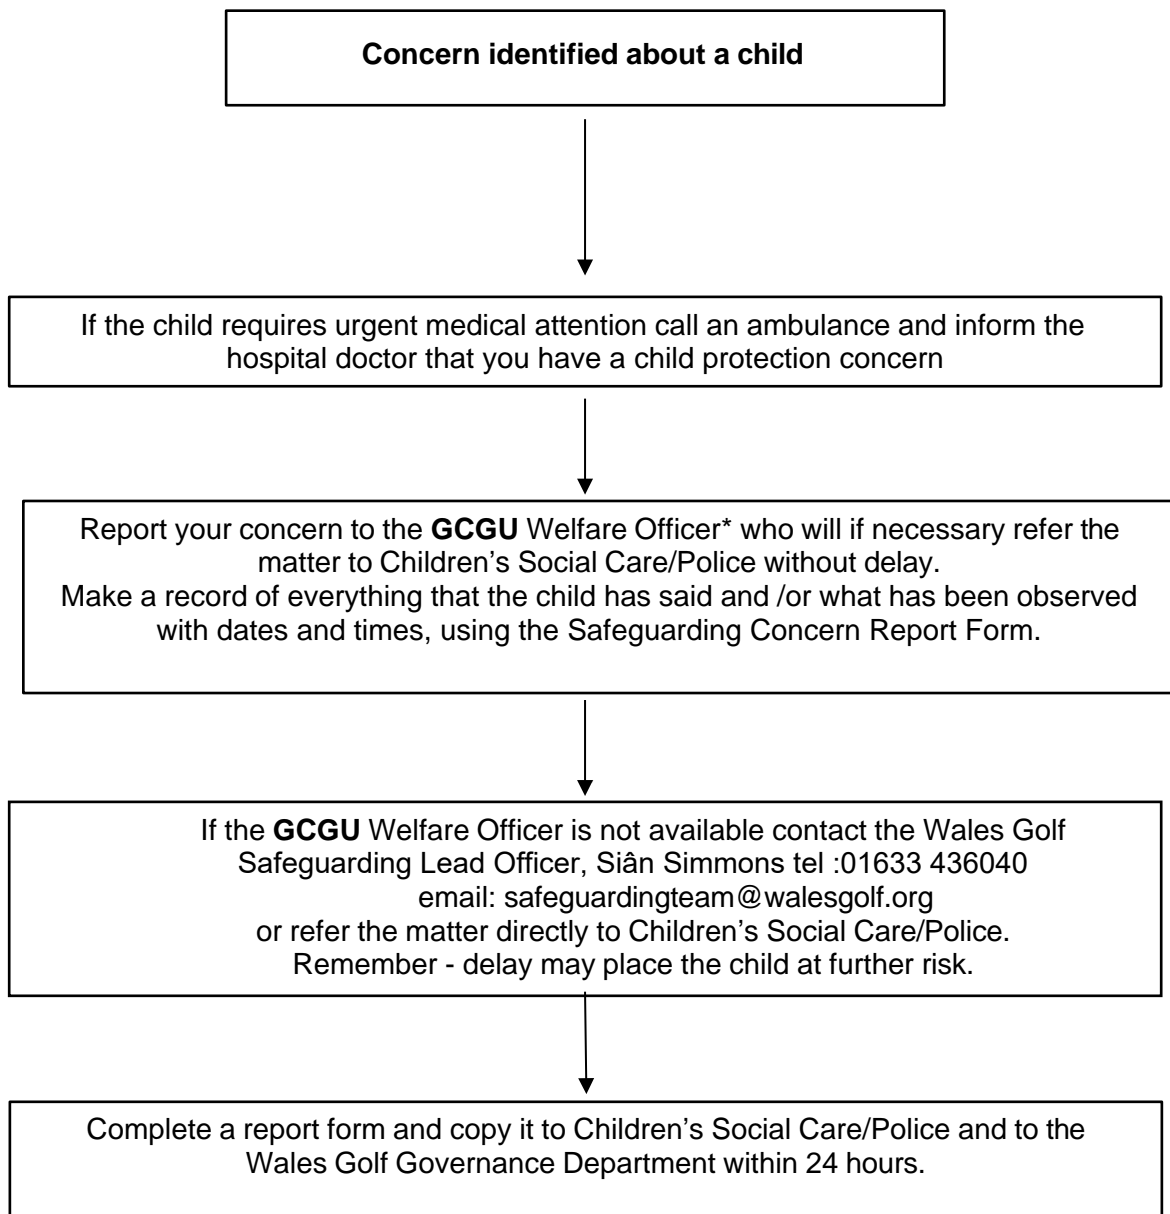 Concern identified about a child
If the child requires urgent medical attention call an ambulance and inform the
hospital doctor that you have a child protection concern
Report your concern to the GCGU Welfare Officer* who will if necessary refer the
matter to Children’s Social Care/Police without delay.
Make a record of everything that the child has said and /or what has been observed
with dates and times, using the Safeguarding Concern Report Form.
If the GCGU Welfare Officer is not available contact the Wales Golf
Safeguarding Lead Officer, Siân Simmons tel :01633 436040
email: safeguardingteam@walesgolf.org
or refer the matter directly to Children’s Social Care/Police.
Remember - delay may place the child at further risk.
Complete a report form and copy it to Children’s Social Care/Police and to the
Wales Golf Governance Department within 24 hours.